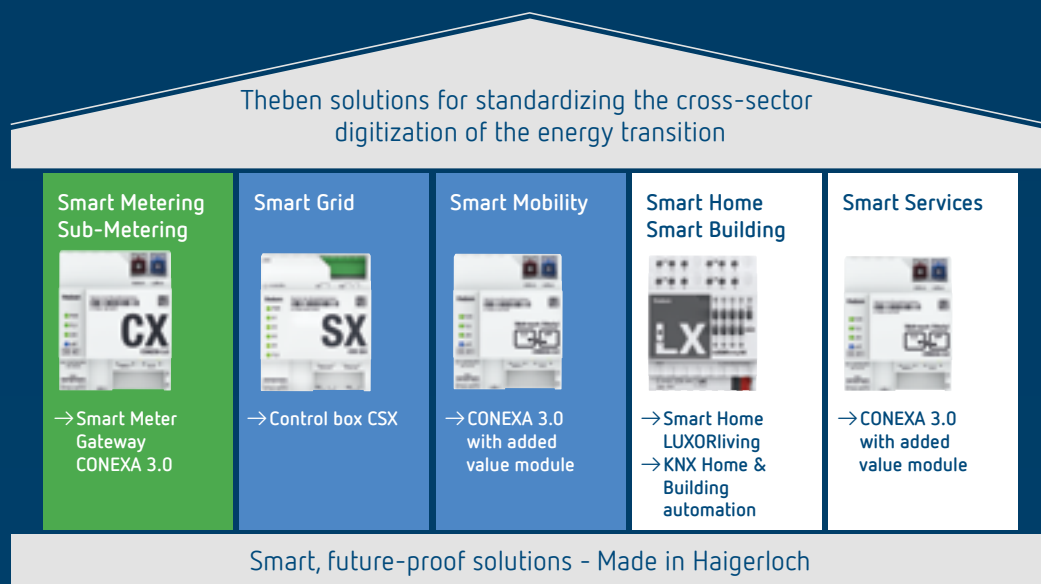 Theben solutions for standardizing the cross-sector
digitization of the energy transition
Smart Metering
Sub-Metering
CX
→Smart Meter
Gateway
CONEXA 3.0
Smart Grid
SX
→Control box CSX
Smart Mobility
→CONEXA 3.0
with added
value module
Smart Home
Smart Building
LX
→Smart Home
LUXORliving
→KNX Home &
Building
automation
Smart Services
→CONEXA 3.0
with added
value module
Smart, future-proof solutions - Made in Haigerloch